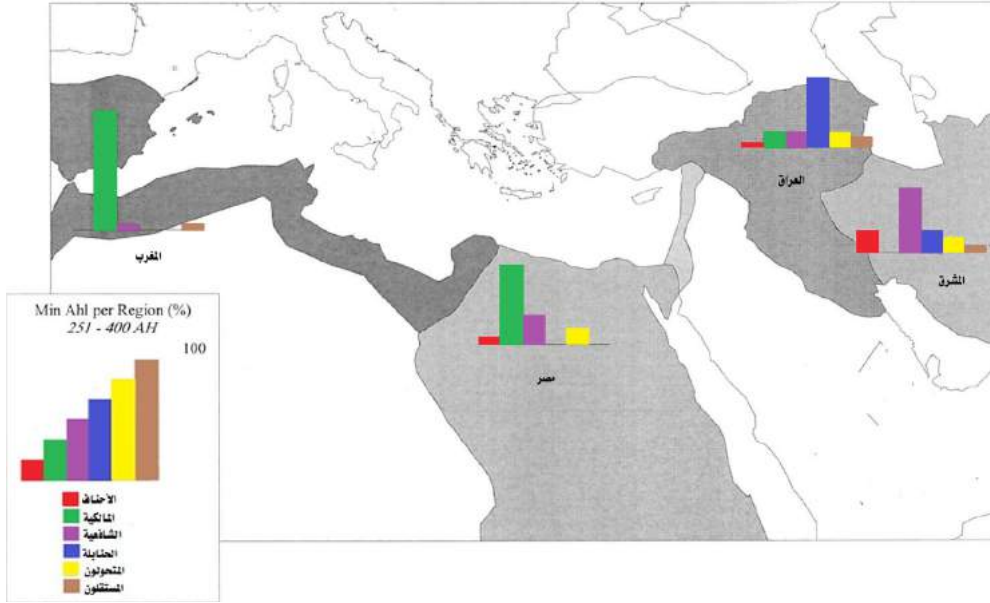 العراق
المشرق
المغرب
مصر
Min Ahl per Region (%)
251 - 400 AH
100
الأحناف
المالكية
الشافعية
الحنابلة
المتحولون
المستقلون